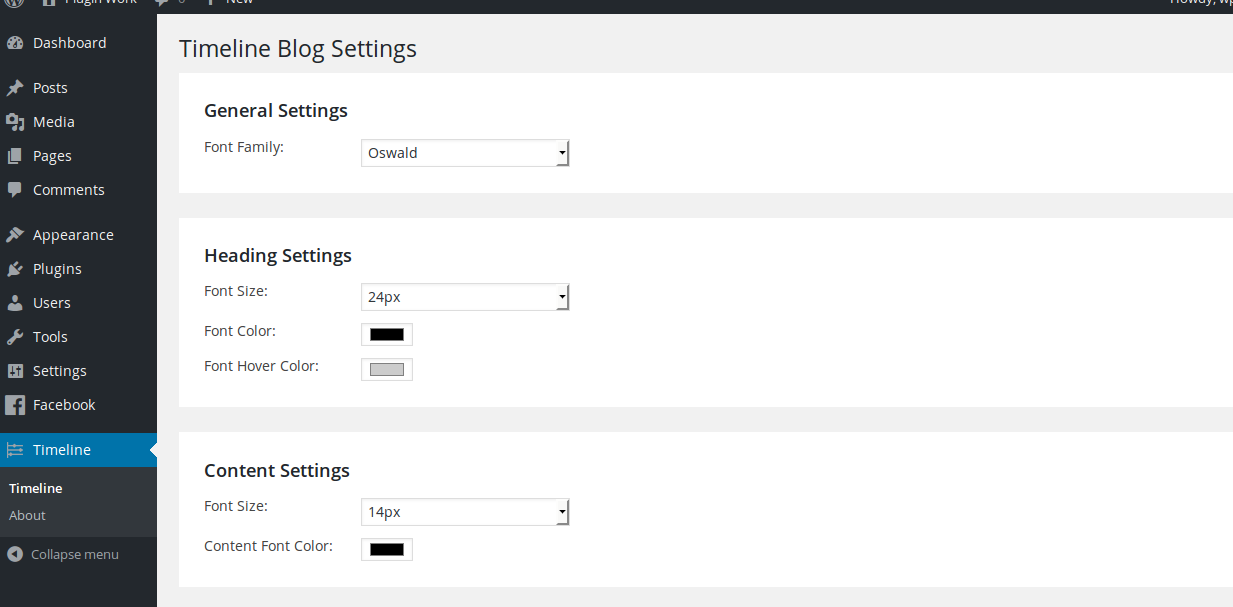 Plugin Work 0 + New Howdy, wp
Dashboard
Posts
Media
Pages
Comments
Appearance
Plugins
Users
Tools
Settings
Facebook
Timeline
Timeline
About
Collapse menu
Timeline Blog Settings
General Settings
Font Family: Oswald
Heading Settings
Font Size: 24px
Font Color:
Font Hover Color:
Content Settings
Font Size: 14px
Content Font Color: